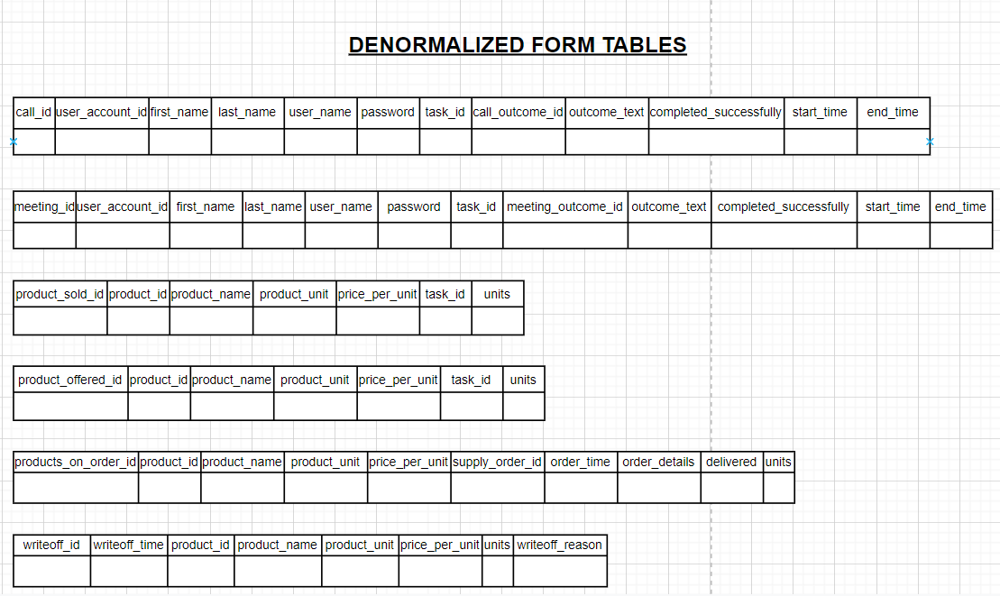 DENORMALIZED FORM TABLES
call_id user_account_id first_name last_name user_name password task_id call_outcome_id outcome_text completed_successfully start_time end_time
meeting_id user_account_id first_name last_name user_name password task_id meeting_outcome_id outcome_text completed_successfully start_time end_time
product_sold_id product_id product_name product_unit price_per_unit task_id units
product_offered_id product_id product_name product_unit price_per_unit task_id units
products_on_order_id product_id product_name product_unit price_per_unit supply_order_id order_time order_details delivered units
writeoff_id writeoff_time product_id product_name product_unit price_per_unit units writeoff_reason